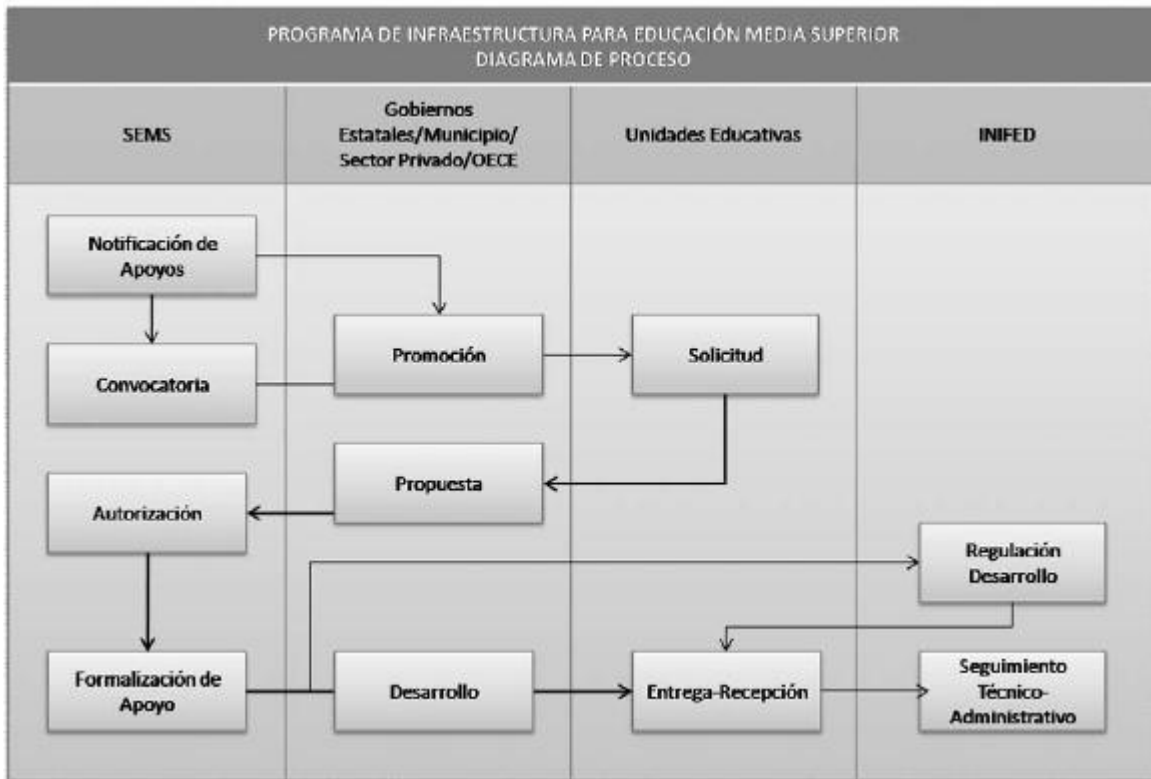 PROGRAMA DE INFRAESTRUCTURA PARA EDUCACIÓN MEDIA SUPERIOR
DIAGRAMA DE PROCESO
SEMS
Gobiernos
Estatales/Municipio/
Sector Privado/OECE
Unidades Educativas
INIFED
Notificación de
Apoyos
Promoción
Solicitud
Convocatoria
Propuesta
Autorización
Regulación
Desarrollo
Formalización de
Apoyo
Desarrollo
Entrega-Recepción
Seguimiento
Técnico-
Administrativo